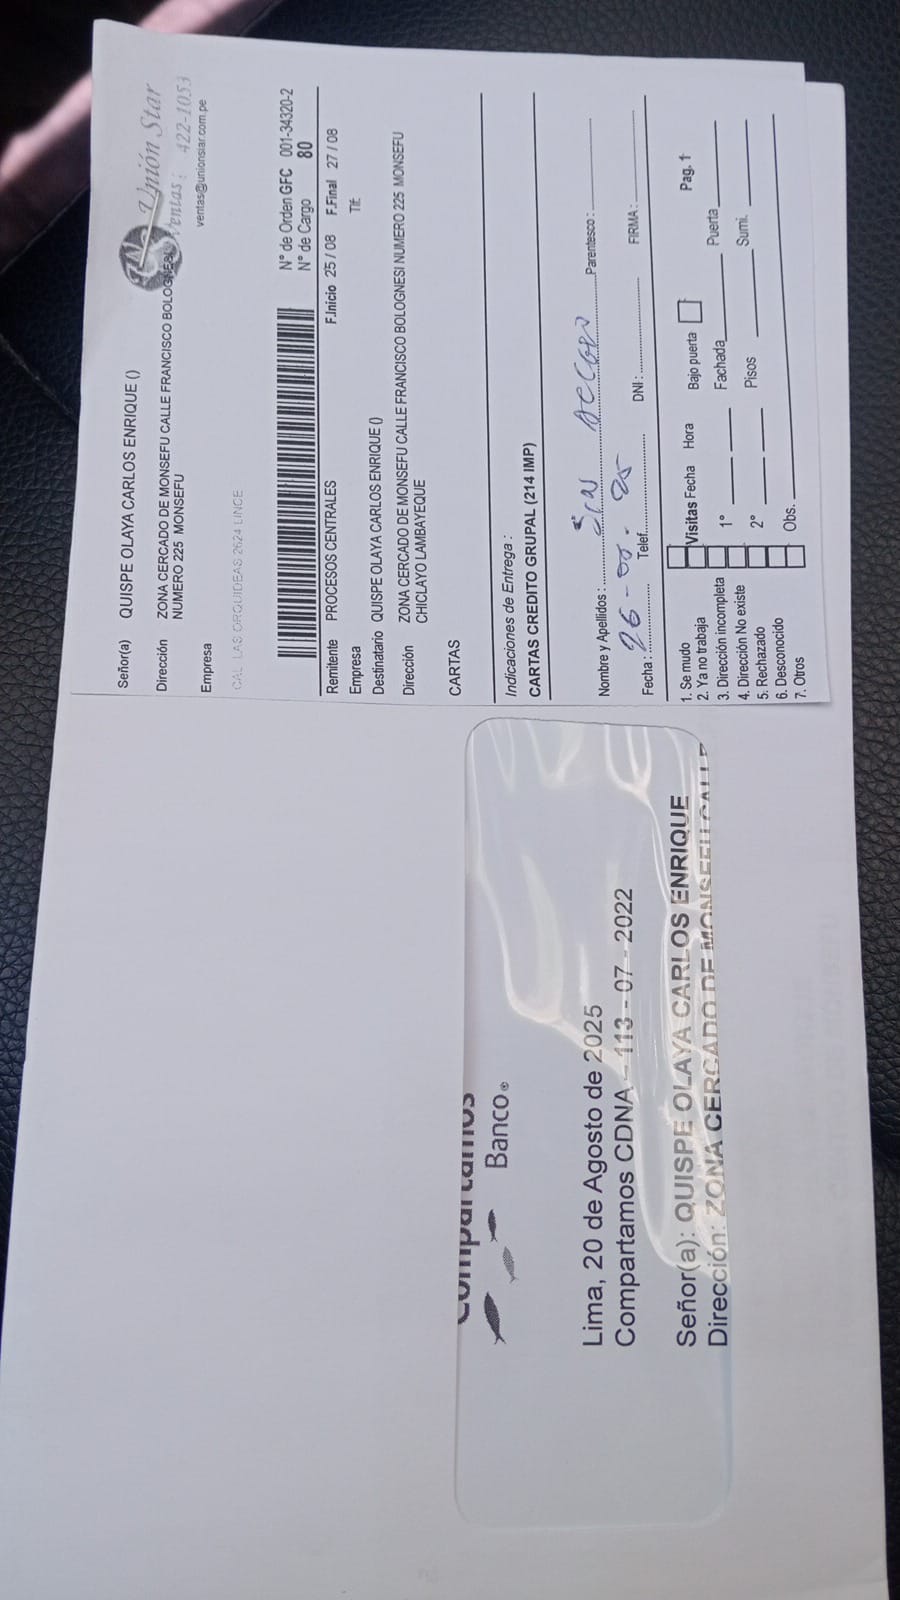 Unión Star
Ventas: 422-1053
ventas@unionstar.com.pe
Señor(a) QUISPE OLAYA CARLOS ENRIQUE ()
Dirección ZONA CERCADO DE MONSEFU CALLE FRANCISCO BOLOGNESI
NUMERO 225 MONSEFU
Empresa
CAL LAS ORQUIDEAS 2624 LINCE
N° de Orden GFC 001-34320-2
N° de Cargo 80
Remitente PROCESOS CENTRALES F.Inicio 25 / 08 F.Final 27 / 08
Empresa Tlf:
Destinatario QUISPE OLAYA CARLOS ENRIQUE ()
Dirección ZONA CERCADO DE MONSEFU CALLE FRANCISCO BOLOGNESI NUMERO 225 MONSEFU
CHICLAYO LAMBAYEQUE
CARTAS
Indicaciones de Entrega :
CARTAS CREDITO GRUPAL (214 IMP)
Nombre y Apellidos : Parentesco :
Fecha : 26-08-25 Telef. DNI : FIRMA :
1. Se mudo
2. Ya no trabaja
3. Dirección incompleta
4. Dirección No existe
5. Rechazado
6. Desconocido
7. Otros
Visitas Fecha Hora Bajo puerta Pag. 1
1° Fachada Puerta
2° Pisos Sumi.
Obs.
Compartamos
Banco®
Lima, 20 de Agosto de 2025
Compartamos CDNA – 113 - 07 - 2022
Señor(a): QUISPE OLAYA CARLOS ENRIQUE
Dirección: ZONA CERCADO DE MONSEFU CALLE